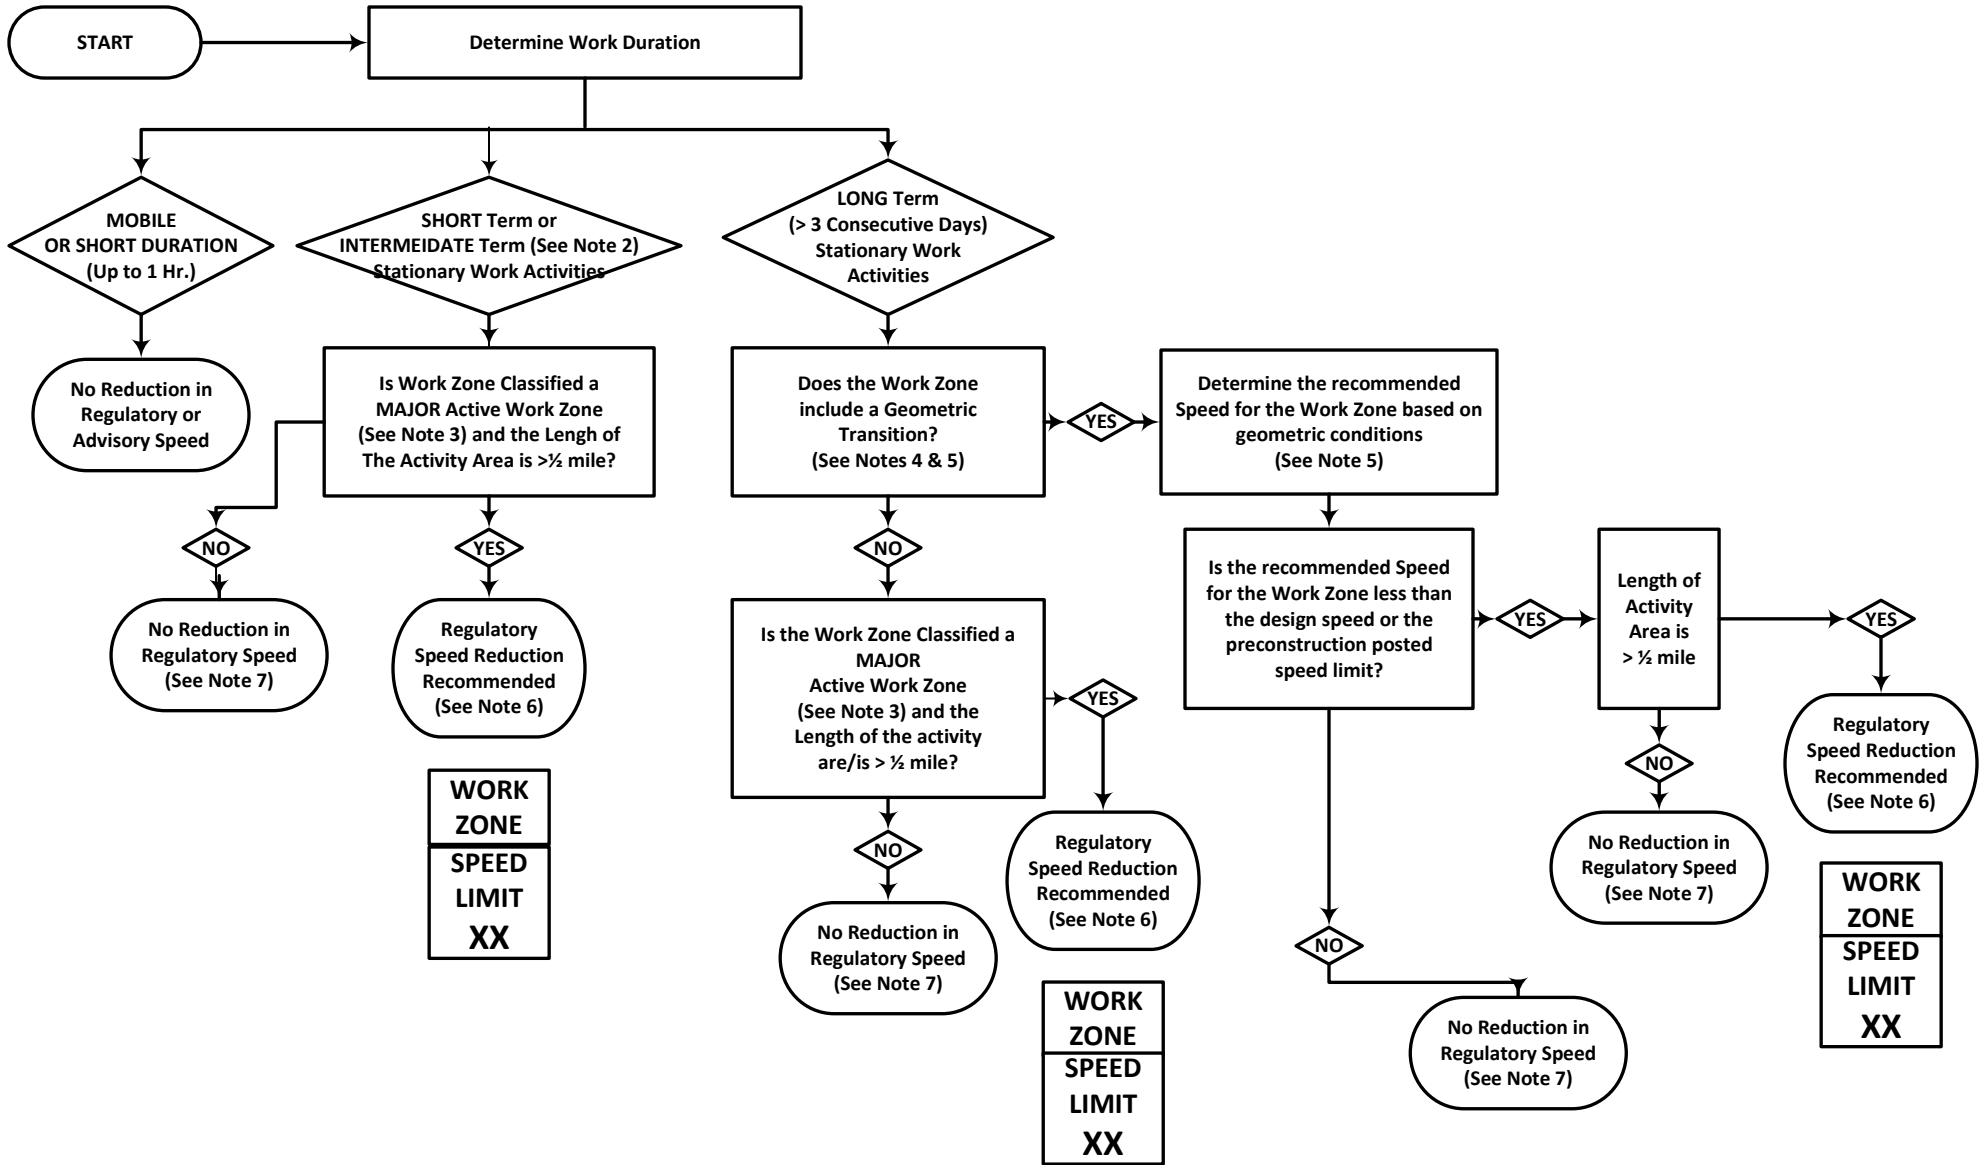 START
Determine Work Duration
MOBILE
OR SHORT DURATION
(Up to 1 Hr.)
SHORT Term or
INTERMEIDATE Term (See Note 2)
Stationary Work Activities
LONG Term
(> 3 Consecutive Days)
Stationary Work
Activities
No Reduction in
Regulatory or
Advisory Speed
Is Work Zone Classified a
MAJOR Active Work Zone
(See Note 3) and the Lengh of
The Activity Area is >½ mile?
Does the Work Zone
include a Geometric
Transition?
(See Notes 4 & 5)
YES
Determine the recommended
Speed for the Work Zone based on
geometric conditions
(See Note 5)
NO
YES
NO
No Reduction in
Regulatory Speed
(See Note 7)
Regulatory
Speed Reduction
Recommended
(See Note 6)
WORK
ZONE
SPEED
LIMIT
XX
Is the Work Zone Classified a
MAJOR
Active Work Zone
(See Note 3) and the
Length of the activity
are/is > ½ mile?
YES
NO
No Reduction in
Regulatory Speed
(See Note 7)
Regulatory
Speed Reduction
Recommended
(See Note 6)
WORK
ZONE
SPEED
LIMIT
XX
Is the recommended Speed
for the Work Zone less than
the design speed or the
preconstruction posted
speed limit?
YES
Length of
Activity
Area is
> ½ mile
YES
NO
NO
No Reduction in
Regulatory Speed
(See Note 7)
No Reduction in
Regulatory Speed
(See Note 7)
Regulatory
Speed Reduction
Recommended
(See Note 6)
WORK
ZONE
SPEED
LIMIT
XX